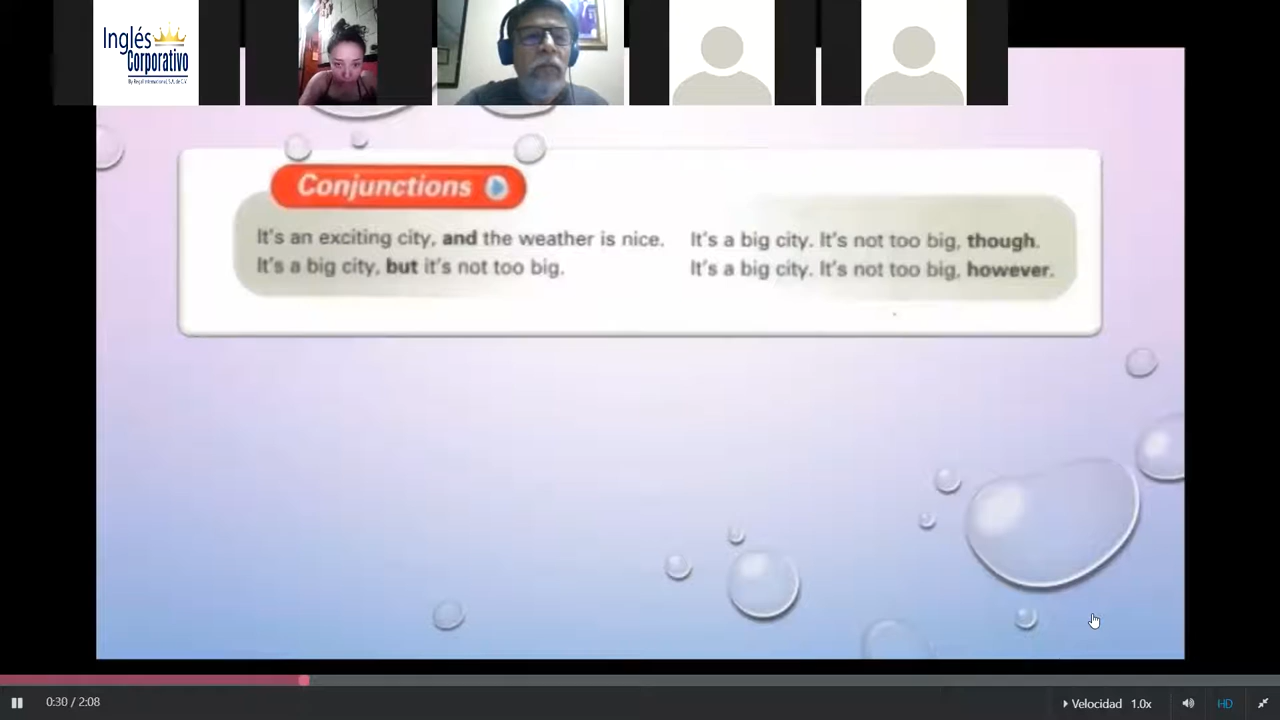 Inglés
Corporativo
Conjunctions
It's an exciting city, and the weather is nice.
It's a big city, but it's not too big.
It's a big city. It's not too big, though.
It's a big city. It's not too big, however.
0:30 / 2:08
Velocidad 1.0x
HD